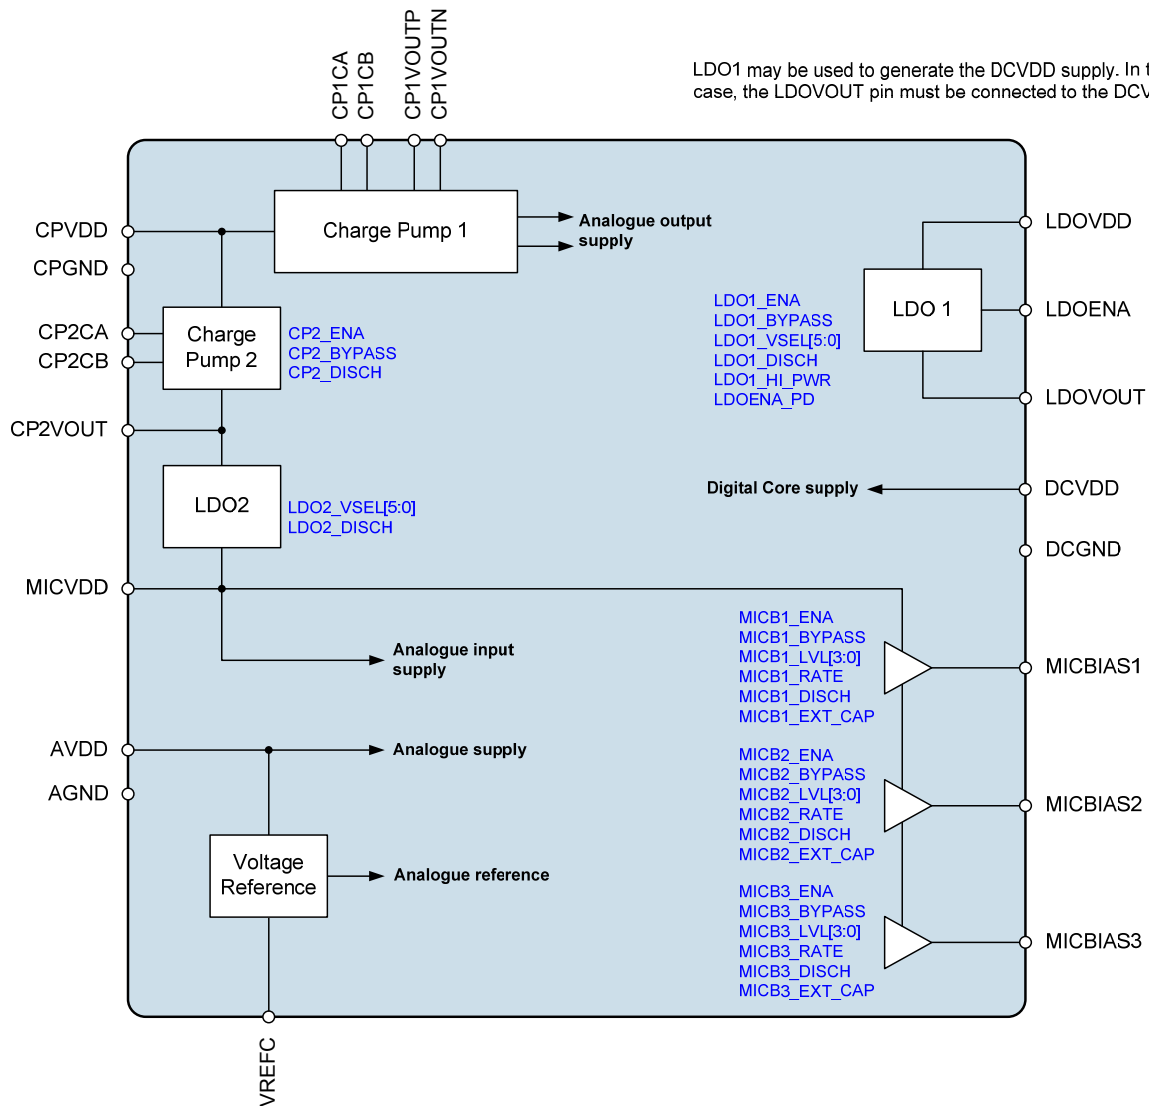 CP1CA
CP1CB
CP1VOUTP
CP1VOUTN
LDO1 may be used to generate the DCVDD supply. In
case, the LDOVOUT pin must be connected to the
CPVDD
CPGND
CP2CA
CP2CB
CP2VOUT
MICVDD
AVDD
AGND
Charge Pump 1
Analogue output
supply
Charge
Pump 2
CP2_ENA
CP2_BYPASS
CP2_DISCH
LDO2
LDO2_VSEL[5:0]
LDO2_DISCH
Analogue input
supply
Analogue supply
Voltage
Reference
Analogue reference
VREFC
LDO1_ENA
LDO1_BYPASS
LDO1_VSEL[5:0]
LDO1_DISCH
LDO1_HI_PWR
LDOENA_PD
LDO 1
LDOVDD
LDOENA
LDOVOUT
Digital Core supply
DCVDD
DCGND
MICB1_ENA
MICB1_BYPASS
MICB1_LVL[3:0]
MICB1_RATE
MICB1_DISCH
MICB1_EXT_CAP
MICBIAS1
MICB2_ENA
MICB2_BYPASS
MICB2_LVL[3:0]
MICB2_RATE
MICB2_DISCH
MICB2_EXT_CAP
MICBIAS2
MICB3_ENA
MICB3_BYPASS
MICB3_LVL[3:0]
MICB3_RATE
MICB3_DISCH
MICB3_EXT_CAP
MICBIAS3